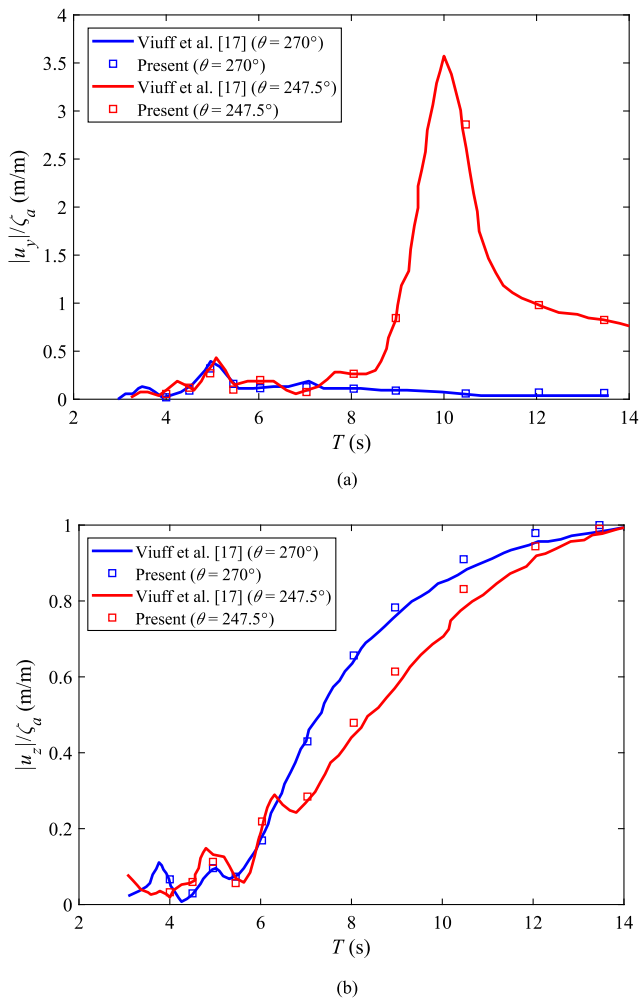 4
3.5
3
2.5
2
1.5
1
0.5
0
|u_y|/ζ_a (m/m)
Viuff et al. [17] (θ = 270°)
Present (θ = 270°)
Viuff et al. [17] (θ = 247.5°)
Present (θ = 247.5°)
2 4 6 8 10 12 14
T (s)
(a)
1
0.8
0.6
0.4
0.2
0
|u_z|/ζ_a (m/m)
Viuff et al. [17] (θ = 270°)
Present (θ = 270°)
Viuff et al. [17] (θ = 247.5°)
Present (θ = 247.5°)
2 4 6 8 10 12 14
T (s)
(b)